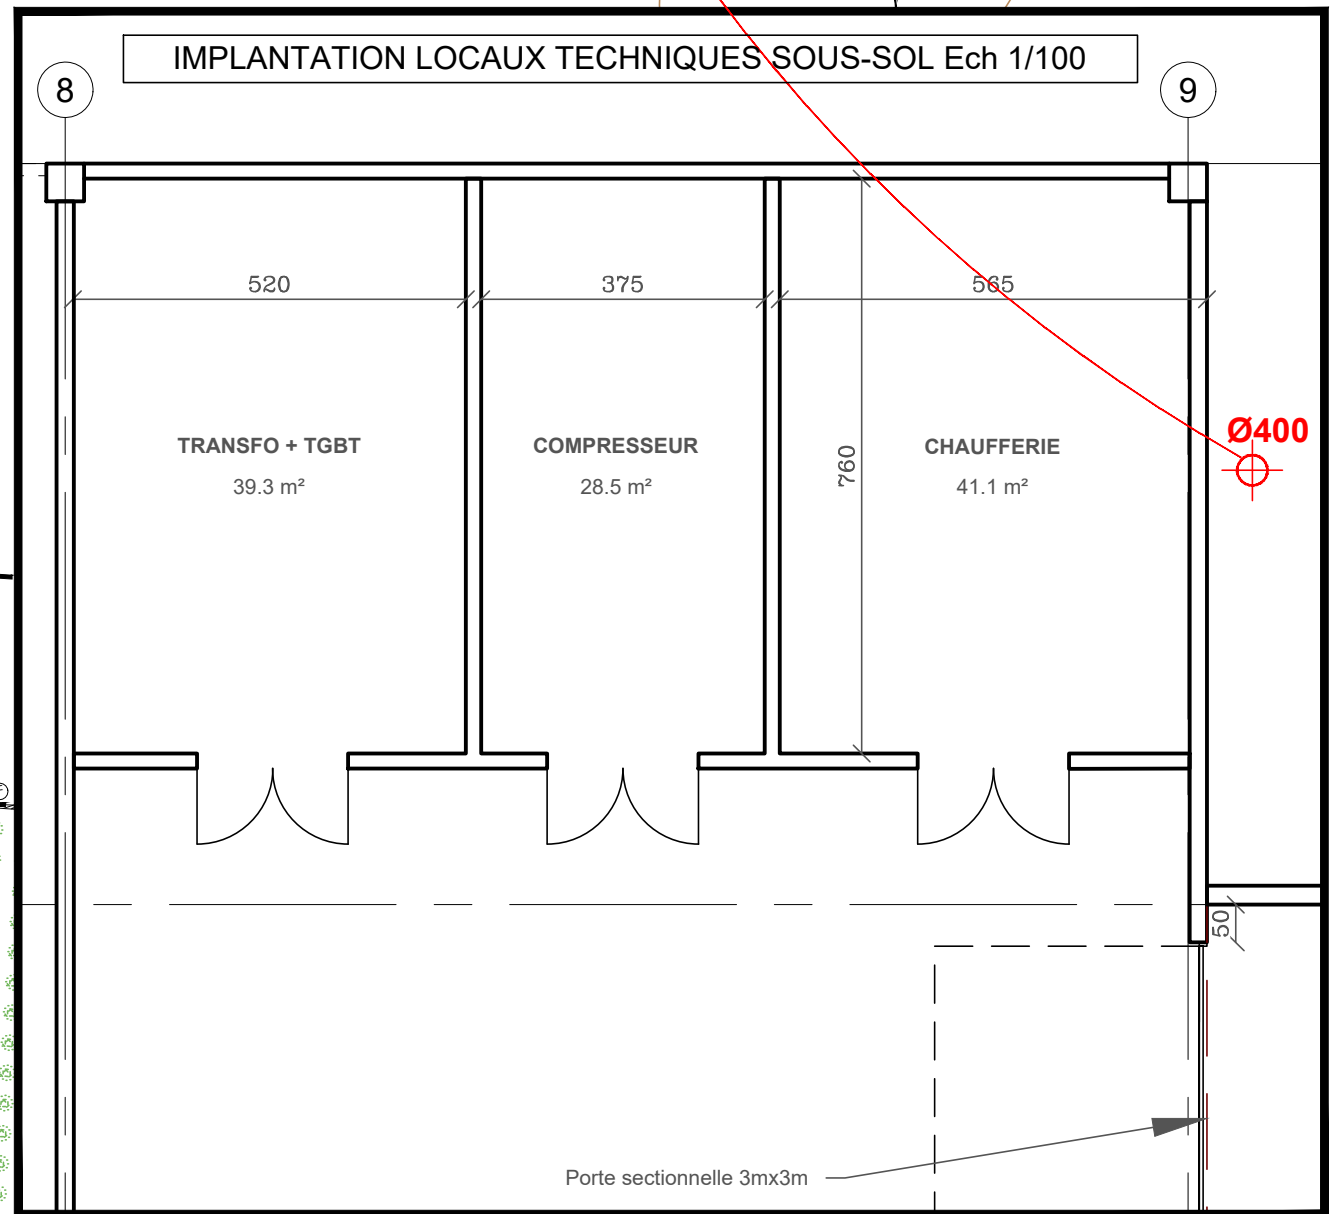 IMPLANTATION LOCAUX TECHNIQUES SOUS-SOL Ech 1/100
8
9
520
375
565
Ø400
TRANSFO + TGBT
COMPRESSEUR
CHAUFFERIE
760
39.3 m²
28.5 m²
41.1 m²
50
Porte sectionnelle 3mx3m